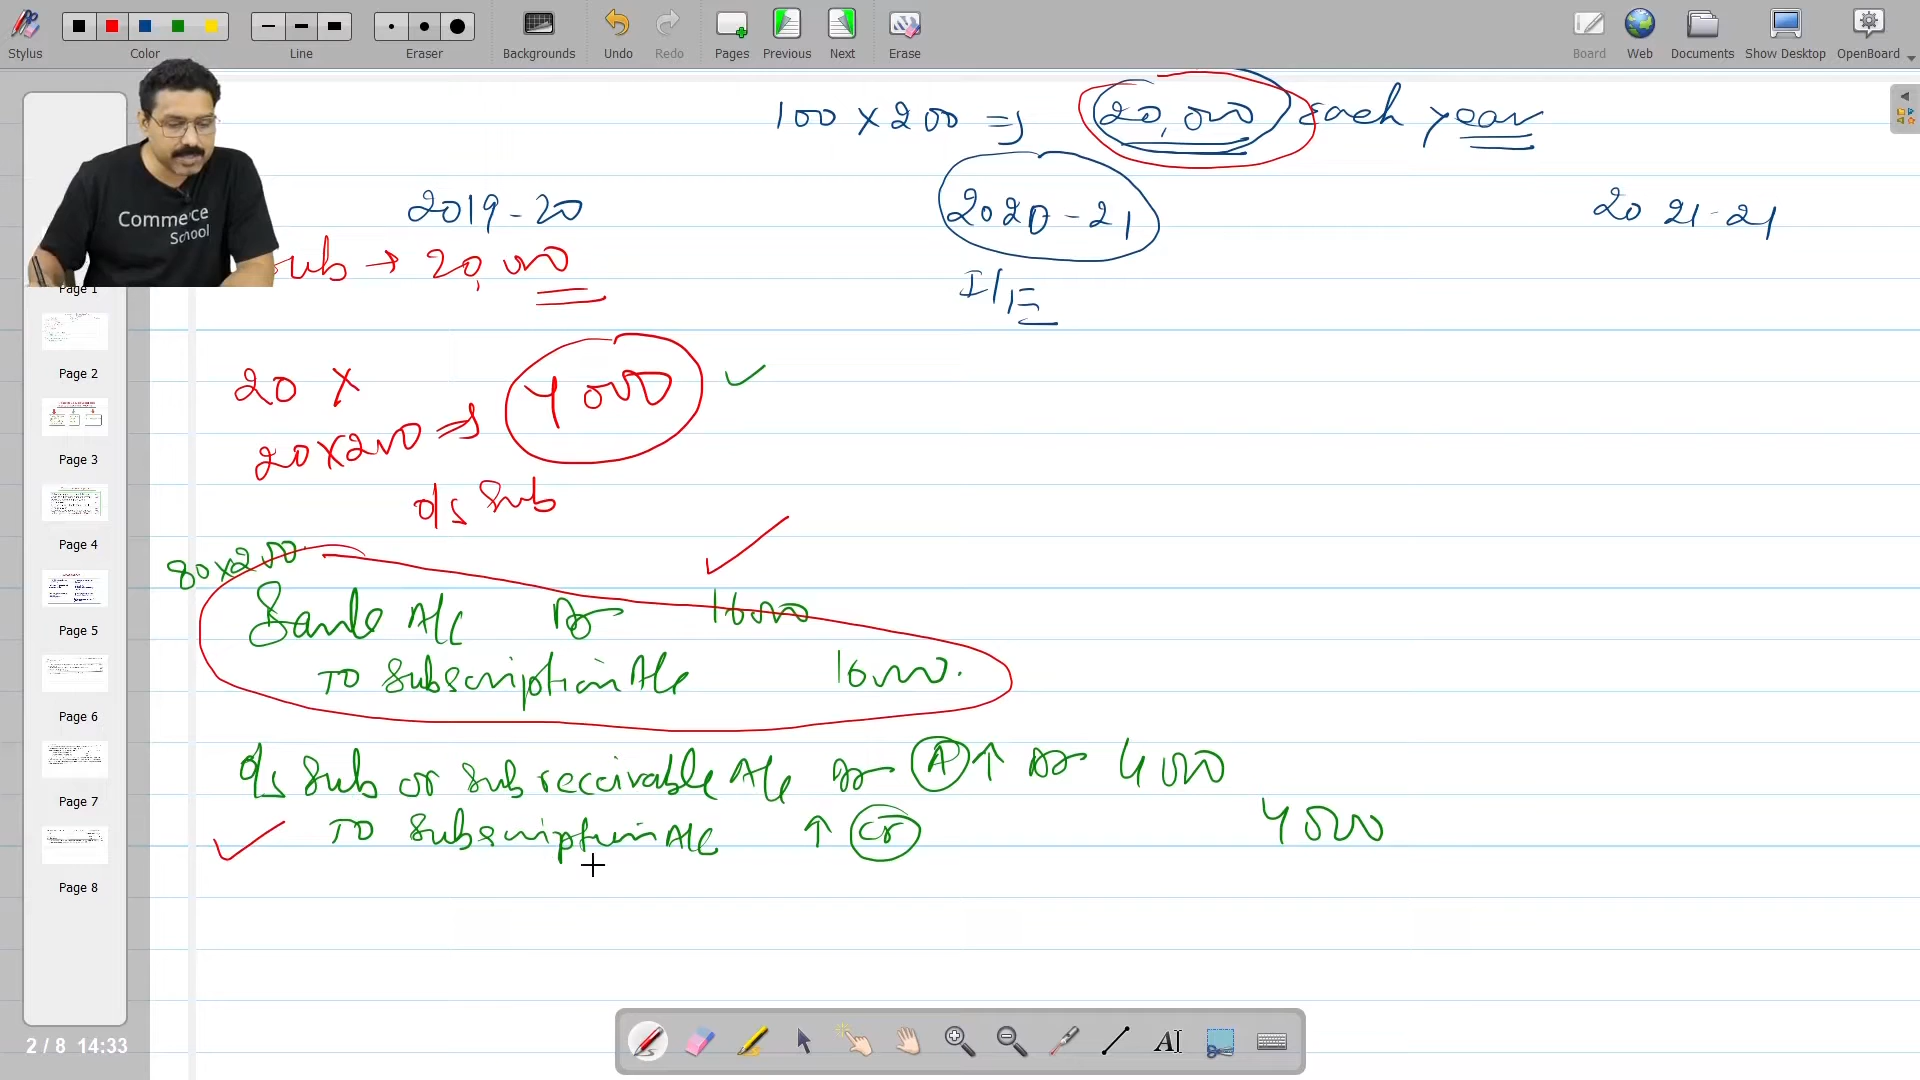 Stylus
Color
Line
Eraser
Backgrounds
Undo
Redo
Pages
Previous
Next
Erase
Board
Web
Documents
Show Desktop
OpenBoard
Commerce
School
Page 1
Page 2
Page 3
Page 4
Page 5
Page 6
Page 7
Page 8
2 / 8 14:33
100 x 200 => 20,000 each year
2019-20
2020-21
2021-21
Sub → 20,000
I/E
20 x
20x200 => 4000
o/s Sub
80x200
Bank A/c Dr 16000
To Subscription A/c 16000.
o/s Sub or Sub receivable A/c Dr A ↑ Dr 4000
To Subscription A/c ↑ Cr 4000